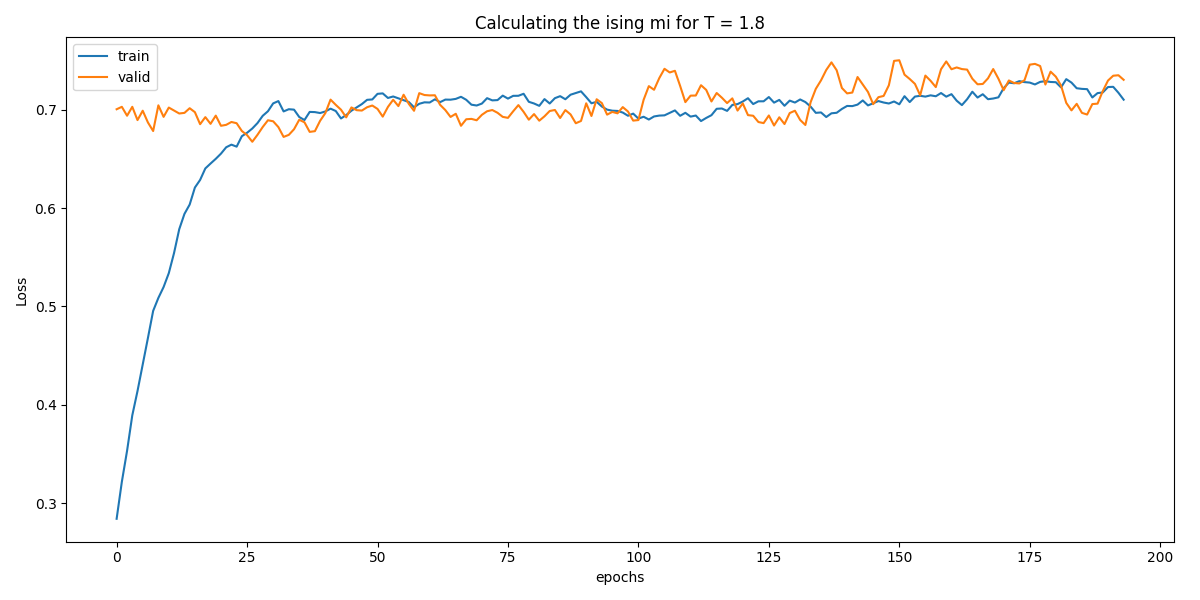 Calculating the ising mi for T = 1.8
train
valid
Loss
0.7
0.6
0.5
0.4
0.3
0 25 50 75 100 125 150 175 200
epochs